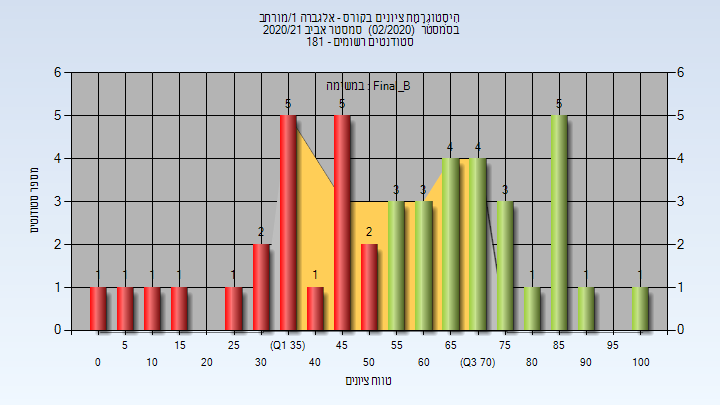 היסטוגרמת ציונים בקורס - אלגברה 1/מורחב
בסמסטר (02/2020) סמסטר אביב 2020/21
סטודנטים רשומים - 181
במשימה : Final_B
מספר סטודנטים
6 6
5 5
4 4
3 3
2 2
1 1
0 0
1 1 1 1 1 2 5 1 5 2 3 3 4 4 3 1 5 1 1
5 15 25 (Q1 35) 45 55 65 75 85 95
0 10 20 30 40 50 60 (Q3 70) 80 90 100
טווח ציונים